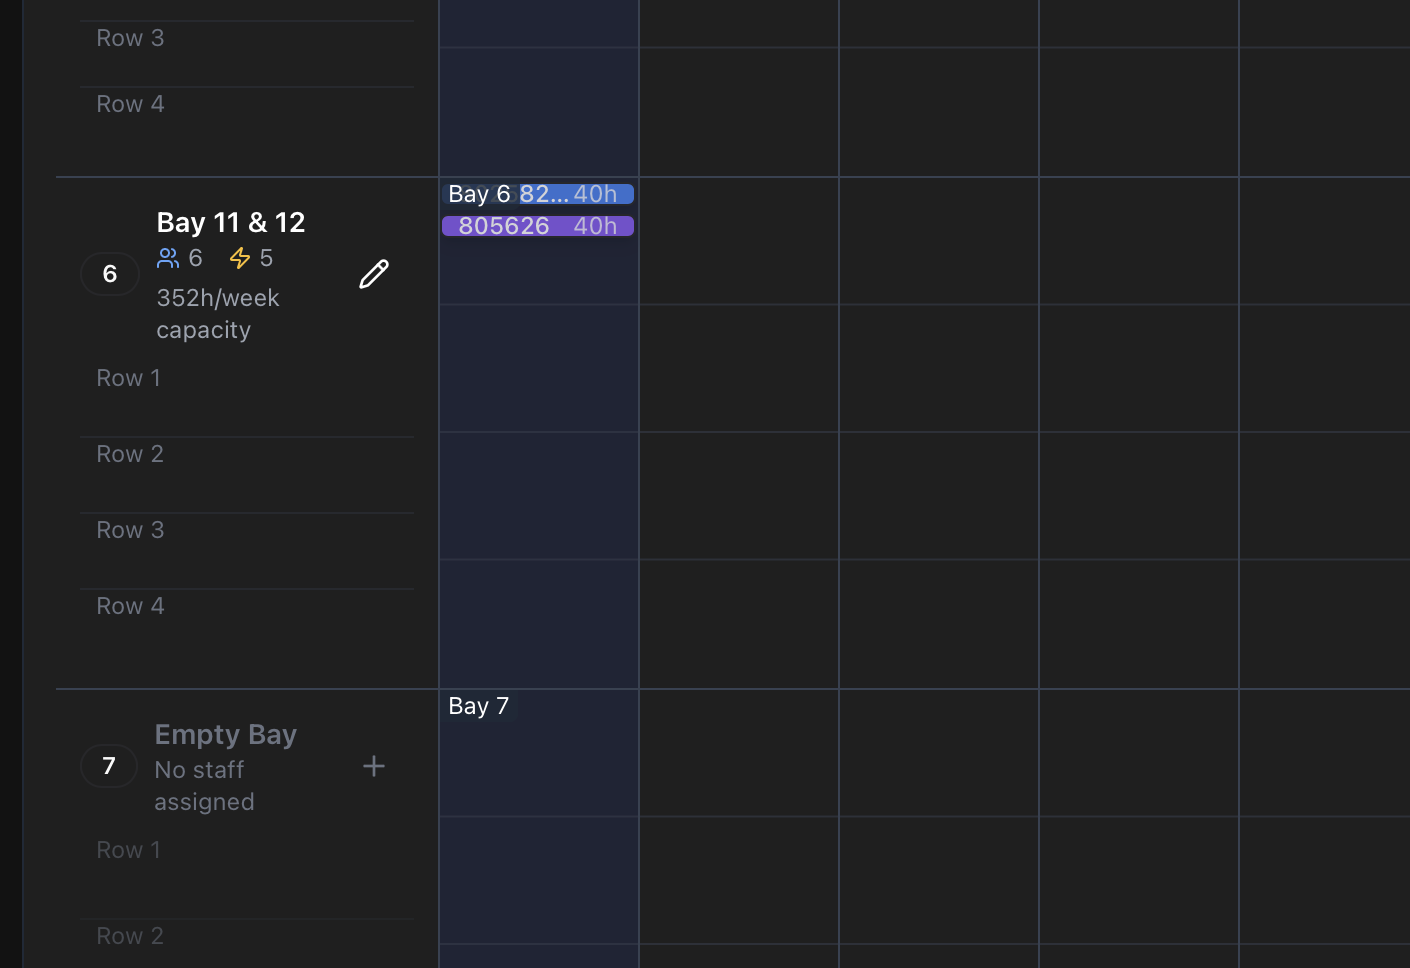 Row 3
Row 4
Bay 6 82... 40h
805626 40h
6
Bay 11 & 12
6 5
352h/week
capacity
Row 1
Row 2
Row 3
Row 4
Bay 7
7
Empty Bay
No staff
assigned
Row 1
Row 2